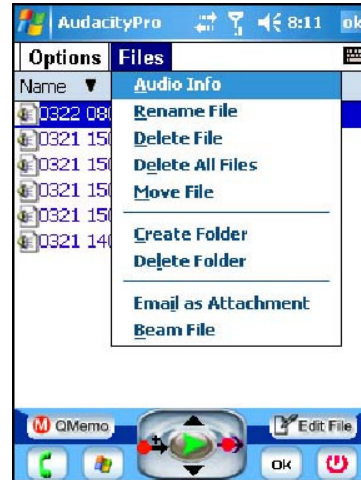 AudacityPro 8:11 ok
Options Files
Name
Audio Info
0322 08
Rename File
0321 15
Delete File
0321 15
Delete All Files
0321 15
Move File
0321 15
0321 14
Create Folder
Delete Folder
Email as Attachment
Beam File
QMemo
Edit File
OK